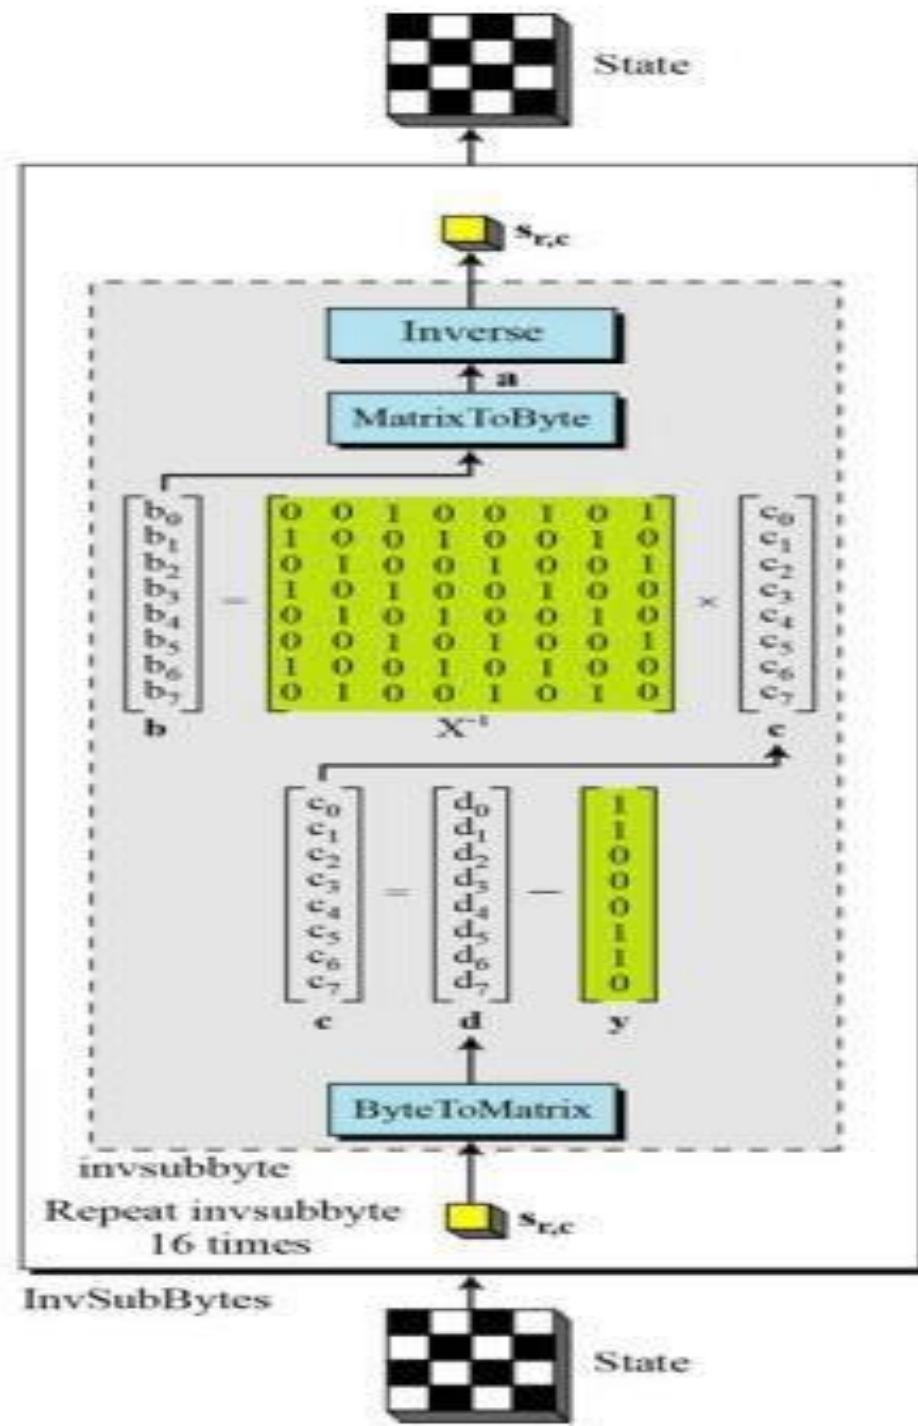 State
s_r,c
Inverse
a
MatrixToByte
b0 0 0 1 0 0 1 0 1 c0
b1 1 0 0 1 0 0 1 0 c1
b2 0 1 0 0 1 0 0 1 c2
b3 = 1 0 1 0 0 1 0 0 × c3
b4 0 1 0 1 0 0 1 0 c4
b5 0 0 1 0 1 0 0 1 c5
b6 1 0 0 1 0 1 0 0 c6
b7 0 1 0 0 1 0 1 0 c7
b X⁻¹ c
c0 d0 1
c1 d1 1
c2 d2 0
c3 = d3 − 0
c4 d4 0
c5 d5 1
c6 d6 1
c7 d7 0
c d y
ByteToMatrix
invsubbyte
Repeat invsubbyte
16 times
s_r,c
InvSubBytes
State